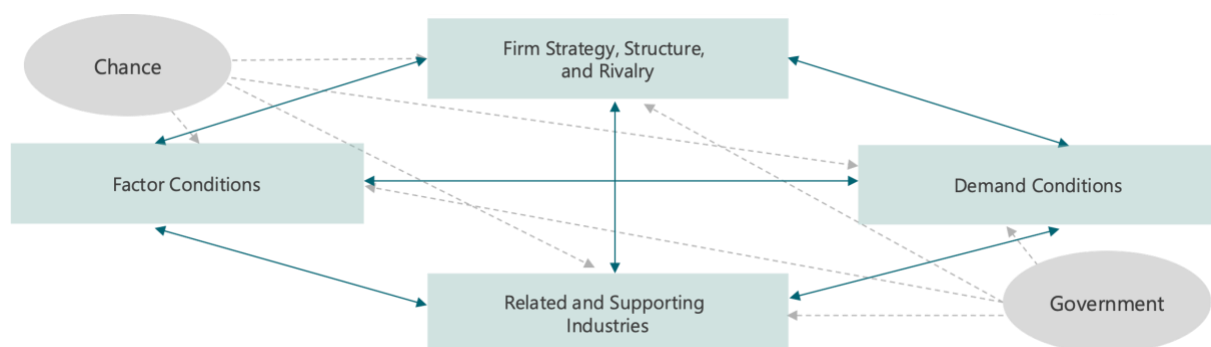 Firm Strategy, Structure,
and Rivalry
Chance
Factor Conditions
Demand Conditions
Related and Supporting
Industries
Government